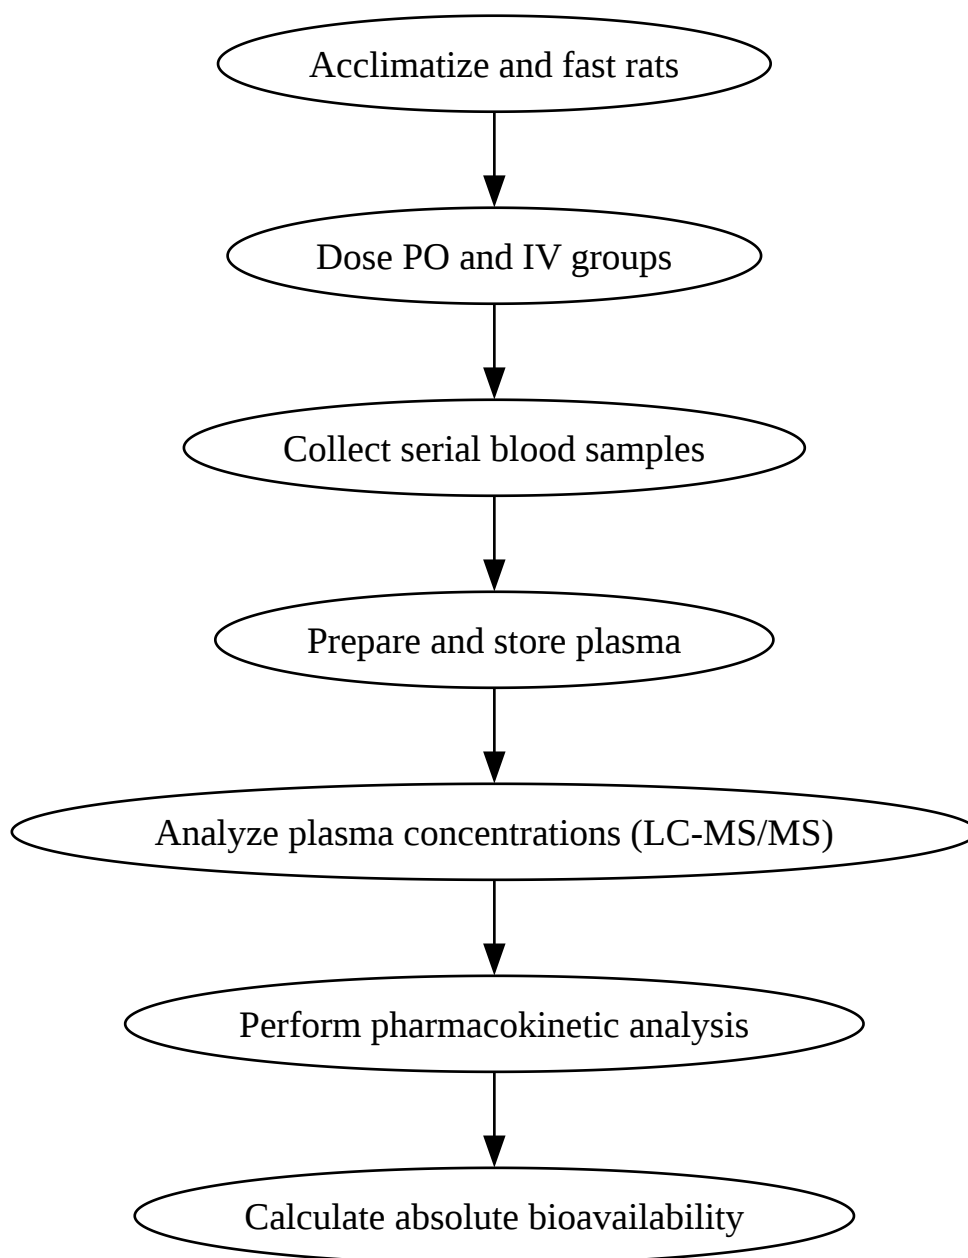 Acclimatize and fast rats
Dose PO and IV groups
Collect serial blood samples
Prepare and store plasma
Analyze plasma concentrations (LC-MS/MS)
Perform pharmacokinetic analysis
Calculate absolute bioavailability